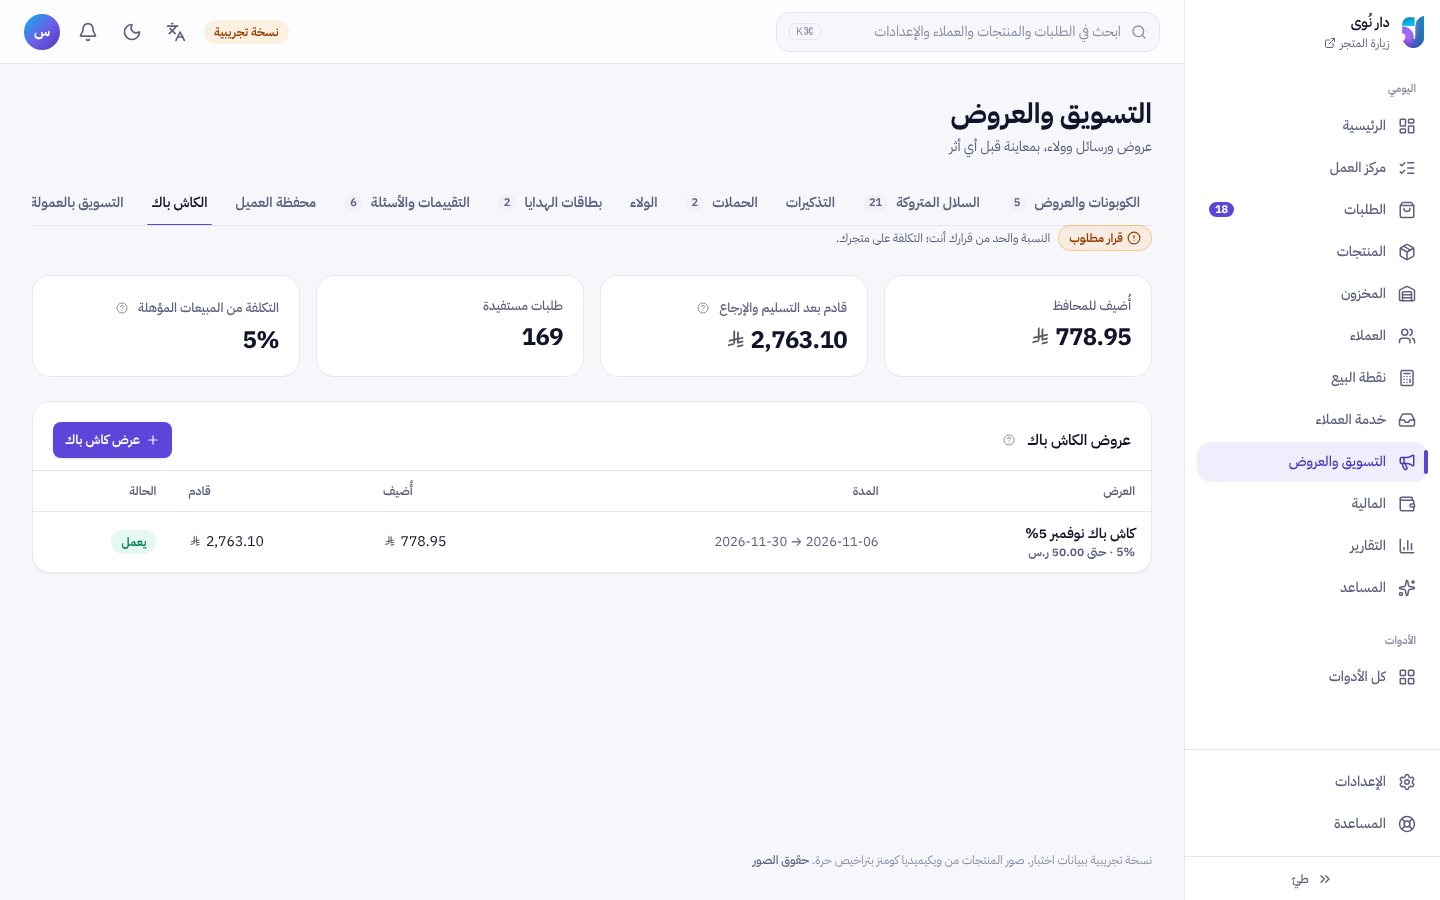 دار نُوى
زيارة المتجر
اليومي
الرئيسية
مركز العمل
الطلبات 18
المنتجات
المخزون
العملاء
نقطة البيع
خدمة العملاء
التسويق والعروض
المالية
التقارير
المساعد
الأدوات
كل الأدوات
الإعدادات
المساعدة
طيّ
ابحث في الطلبات والمنتجات والعملاء والإعدادات ⌘K
نسخة تجريبية
س
التسويق والعروض
عروض ورسائل وولاء، بمعاينة قبل أي أثر
الكوبونات والعروض 5 السلال المتروكة 21 التذكيرات الحملات 2 الولاء بطاقات الهدايا 2 التقييمات والأسئلة 6 محفظة العميل الكاش باك التسويق بالعمولة
قرار مطلوب النسبة والحد من قرارك أنت؛ التكلفة على متجرك.
أُضيف للمحافظ
778.95
قادم بعد التسليم والإرجاع
2,763.10
طلبات مستفيدة
169
التكلفة من المبيعات المؤهلة
5%
عروض الكاش باك
عرض كاش باك
العرض المدة أُضيف قادم الحالة
كاش باك نوفمبر 5% 2026-11-06 → 2026-11-30 778.95 2,763.10 يعمل
5% · حتى 50.00 ر.س
نسخة تجريبية ببيانات اختبار. صور المنتجات من ويكيميديا كومنز بتراخيص حرة. حقوق الصور